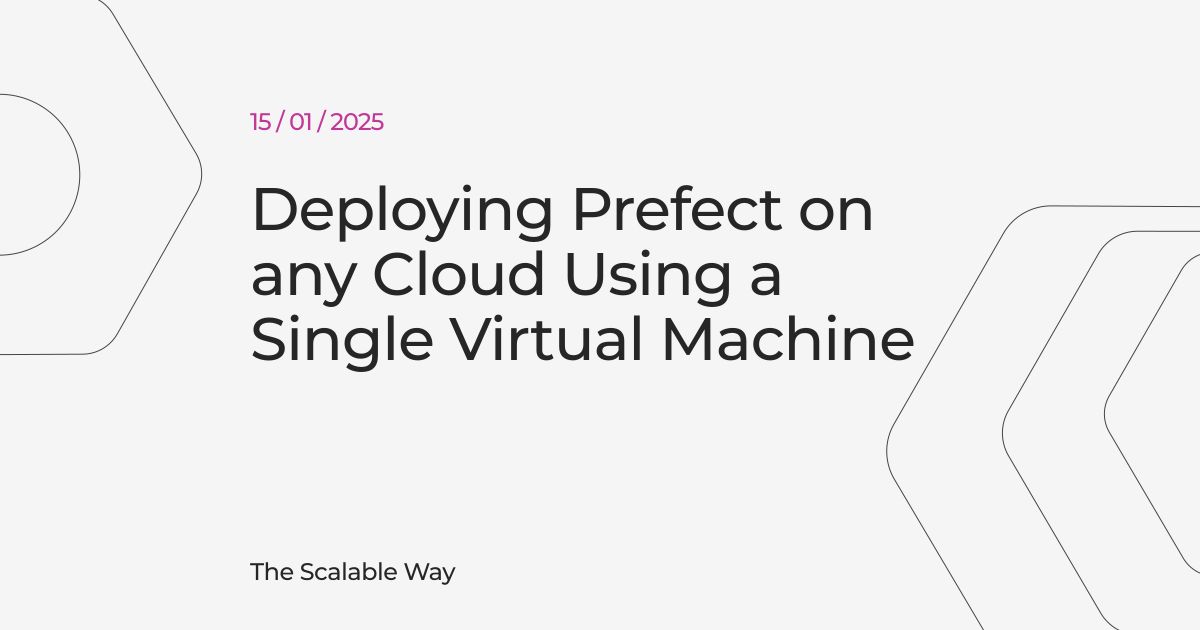 15 / 01 / 2025
Deploying Prefect on
any Cloud Using a
Single Virtual Machine
The Scalable Way